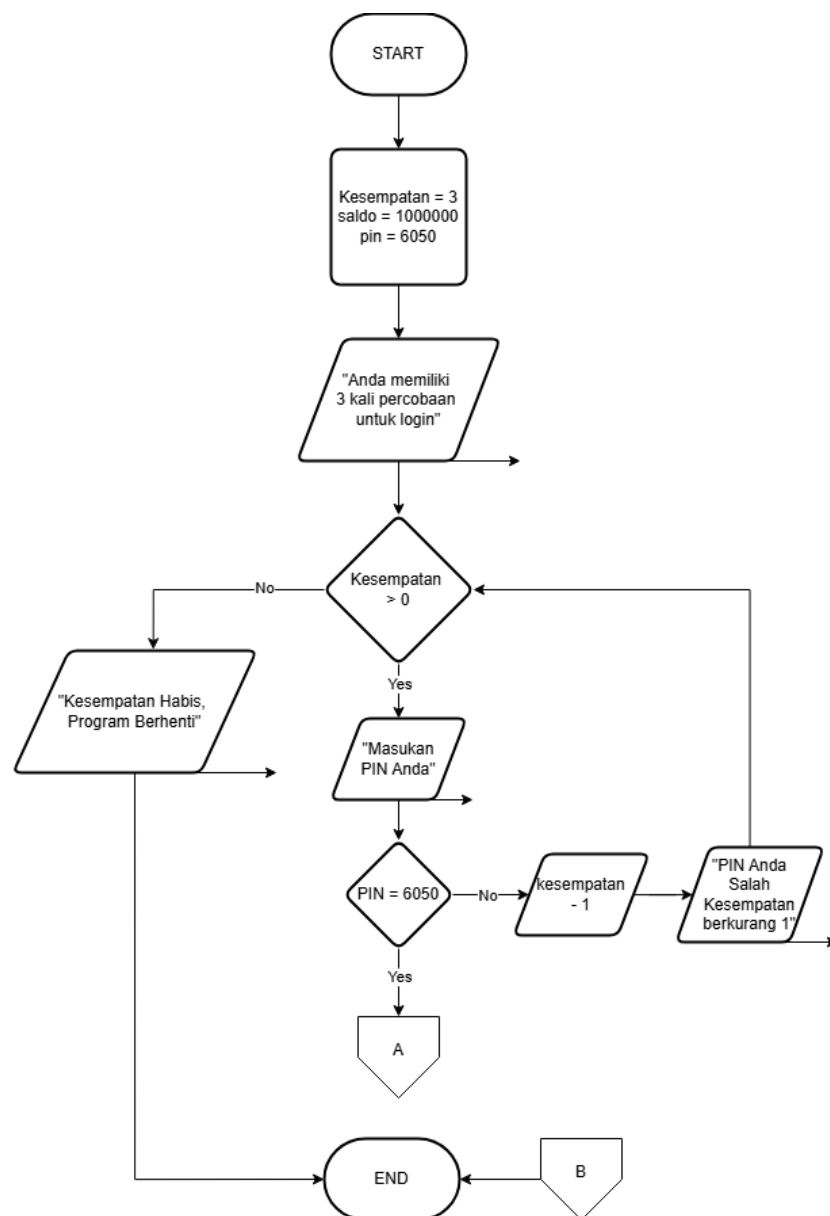 START
Kesempatan = 3
saldo = 1000000
pin = 6050
"Anda memiliki
3 kali percobaan
untuk login"
Kesempatan
> 0
No
"Kesempatan Habis,
Program Berhenti"
Yes
"Masukan
PIN Anda"
PIN = 6050
No
kesempatan
- 1
"PIN Anda
Salah
Kesempatan
berkurang 1"
Yes
A
END
B